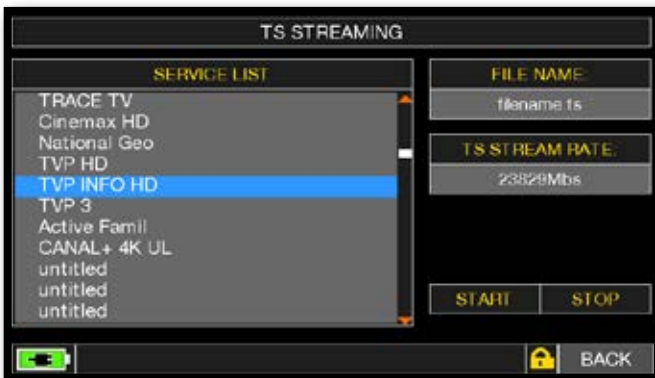 TS STREAMING
SERVICE LIST
TRACE TV
Cinemax HD
National Geo
TVP HD
TVP INFO HD
TVP 3
Active Famil
CANAL+ 4K UL
untitled
untitled
untitled
FILE NAME:
filename.ts
TS STREAM RATE:
23829Mbs
START
STOP
BACK